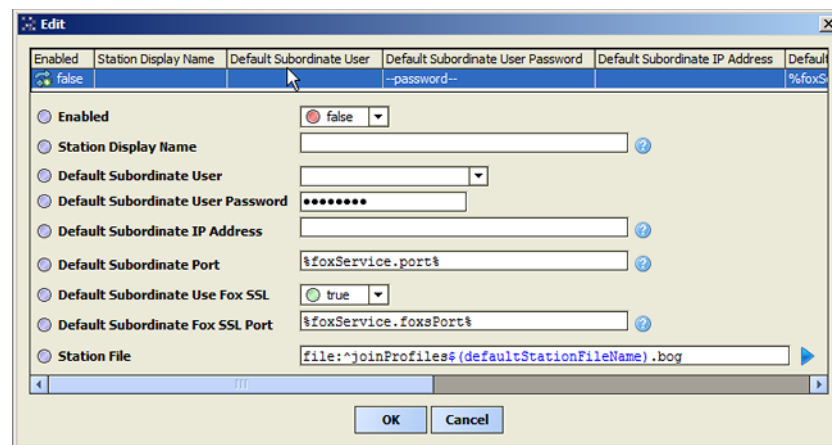 Edit
Enabled Station Display Name Default Subordinate User Default Subordinate User Password Default Subordinate IP Address Default
false --password-- %foxS
Enabled false
Station Display Name
Default Subordinate User
Default Subordinate User Password ●●●●●●●●
Default Subordinate IP Address
Default Subordinate Port %foxService.port%
Default Subordinate Use Fox SSL true
Default Subordinate Fox SSL Port %foxService.foxsPort%
Station File file:^joinProfiles$(defaultStationFileName).bog
OK Cancel